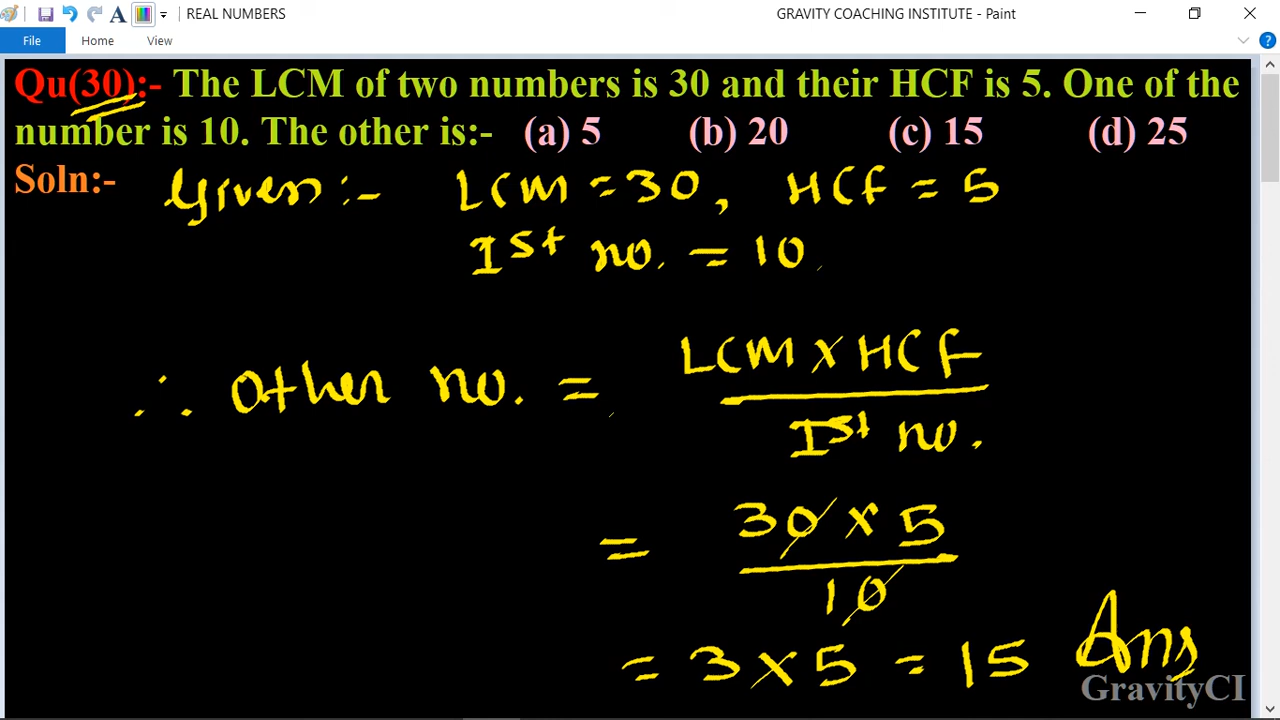 REAL NUMBERS
GRAVITY COACHING INSTITUTE - Paint
File Home View
Qu(30):- The LCM of two numbers is 30 and their HCF is 5. One of the
number is 10. The other is:- (a) 5 (b) 20 (c) 15 (d) 25
Soln:- Given :- LCM = 30, HCF = 5
Ist no. = 10
∴ Other no. = LCM x HCF
Ist no.
= 30 x 5
10
= 3 x 5 = 15 Ans
GravityCI